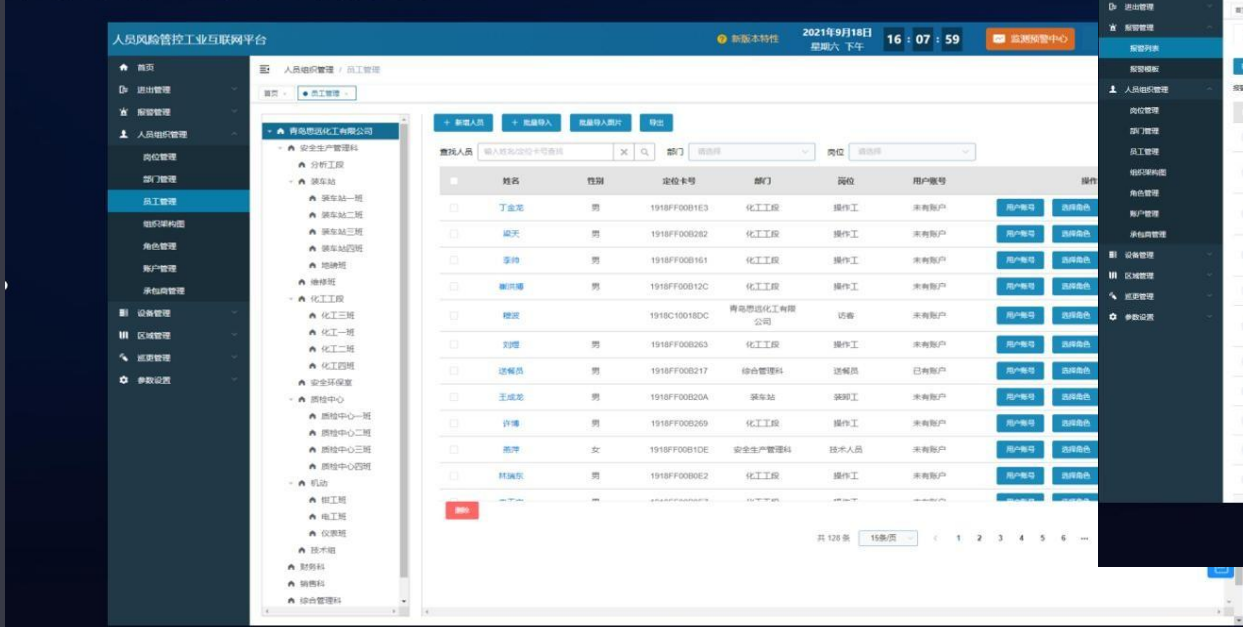 人员风险管控工业互联网平台
新版本特性
2021年9月18日
星期六 下午
16 : 07 : 59
监测预警中心
首页
进出管理
报警管理
人员组织管理
岗位管理
部门管理
员工管理
组织架构图
角色管理
账户管理
承包商管理
设备管理
区域管理
巡更管理
参数设置
人员组织管理 / 员工管理
首页
员工管理
青岛思远化工有限公司
安全生产管理科
分析工段
装车站
装车站一班
装车站二班
装车站三班
装车站四班
地磅班
维修班
化工工段
化工三班
化工一班
化工二班
化工四班
安全环保室
质检中心
质检中心一班
质检中心二班
质检中心三班
质检中心四班
机动
钳工班
电工班
仪表班
技术组
财务科
销售科
综合管理科
+ 新增人员 + 批量导入 批量导入图片 导出
查找人员 输入姓名/定位卡号查找 部门 请选择 岗位 请选择
姓名 性别 定位卡号 部门 岗位 用户账号 操作
丁金龙 男 1918FF00B1E3 化工工段 操作工 未有账户 用户账号 选择角色
梁天 男 1918FF00B282 化工工段 操作工 未有账户 用户账号 选择角色
李帅 男 1918FF00B161 化工工段 操作工 未有账户 用户账号 选择角色
男 1918FF00B12C 化工工段 操作工 未有账户 用户账号 选择角色
1918C10018DC 青岛思远化工有限公司 访客 未有账户 用户账号 选择角色
刘煜 男 1918FF00B263 化工工段 操作工 未有账户 用户账号 选择角色
送餐员 男 1918FF00B217 综合管理科 送餐员 已有账户 用户账号 选择角色
王成龙 男 1918FF00B20A 装车站 装卸工 未有账户 用户账号 选择角色
许博 男 1918FF00B269 化工工段 操作工 未有账户 用户账号 选择角色
女 1918FF00B1DE 安全生产管理科 技术人员 未有账户 用户账号 选择角色
林瑞东 男 1918FF00B0E2 化工工段 操作工 未有账户 用户账号 选择角色
删除
共 128 条 15条/页 1 2 3 4 5 6 ...
进出管理
报警管理
报警列表
报警模板
人员组织管理
岗位管理
部门管理
员工管理
组织架构图
角色管理
账户管理
承包商管理
设备管理
区域管理
巡更管理
参数设置